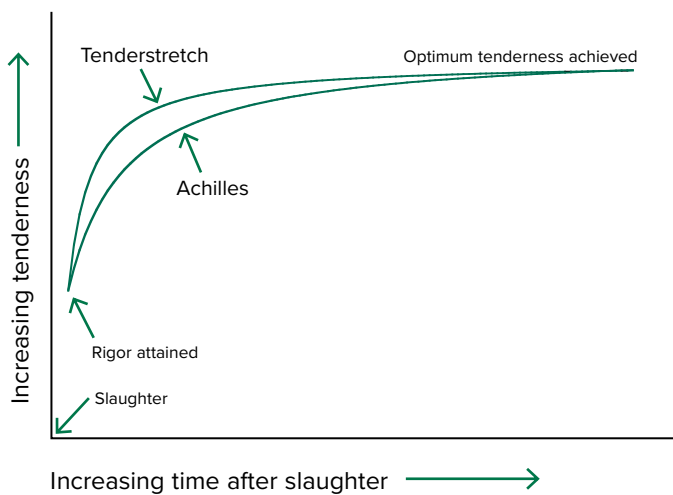 Tenderstretch
Optimum tenderness achieved
Achilles
Increasing tenderness
Rigor attained
Slaughter
Increasing time after slaughter